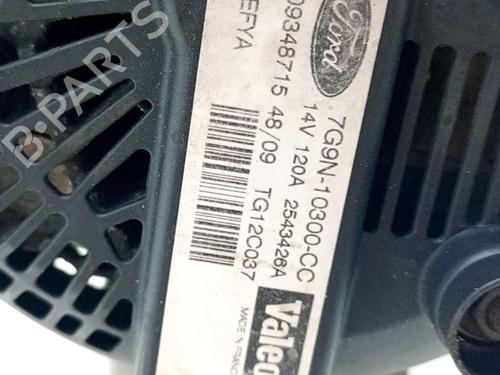 Ford
7G9N-10300-CC
14V 120A 2543426A
09348715 48/09 TG12C037
EFYA
Valeo
MADE IN FRANCE
B-PARTS